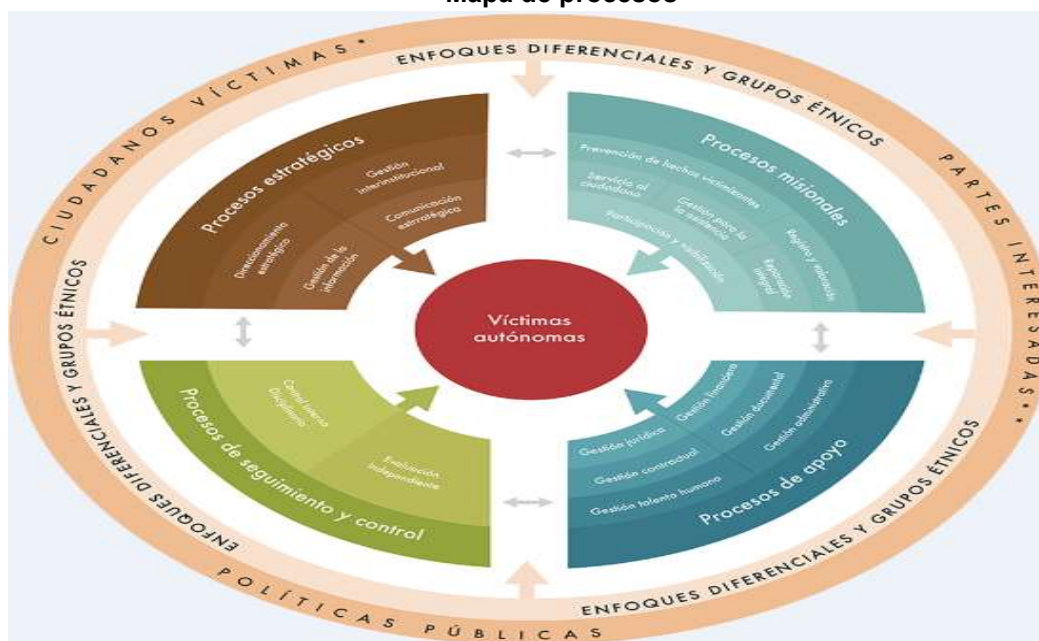 Mapa de procesos
CIUDADANOS VÍCTIMAS*
PARTES INTERESADAS**
POLÍTICAS PÚBLICAS
ENFOQUES DIFERENCIALES Y GRUPOS ÉTNICOS
ENFOQUES DIFERENCIALES Y GRUPOS ÉTNICOS
ENFOQUES DIFERENCIALES Y GRUPOS ÉTNICOS
Procesos estratégicos
Direccionamiento
estratégico
Gestión
interinstitucional
Gestión de la
información
Comunicación
estratégica
Procesos misionales
Prevención de hechos victimizantes
Servicio al
ciudadano
Gestión para la
la asistencia
Registro y valoración
Participación y visibilización
Reparación
integral
Víctimas
autónomas
Procesos de seguimiento y control
Control interno
Disciplinario
Evaluación
independiente
Procesos de apoyo
Gestión jurídica
Gestión financiera
Gestión contractual
Gestión documental
Gestión talento humano
Gestión administrativa